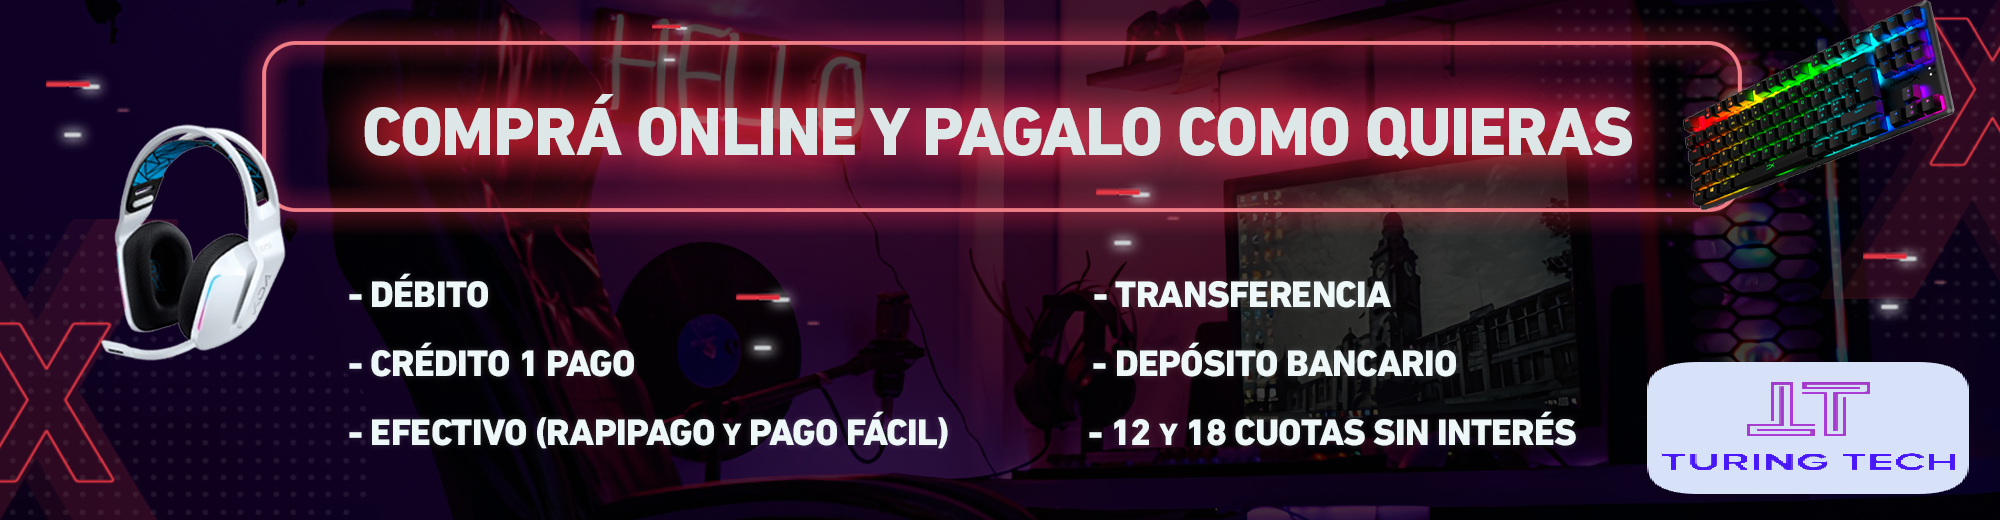 HELLO
COMPRÁ ONLINE Y PAGALO COMO QUIERAS
- DÉBITO
- CRÉDITO 1 PAGO
- EFECTIVO (RAPIPAGO Y PAGO FÁCIL)
- TRANSFERENCIA
- DEPÓSITO BANCARIO
- 12 Y 18 CUOTAS SIN INTERÉS
TT
TURING TECH